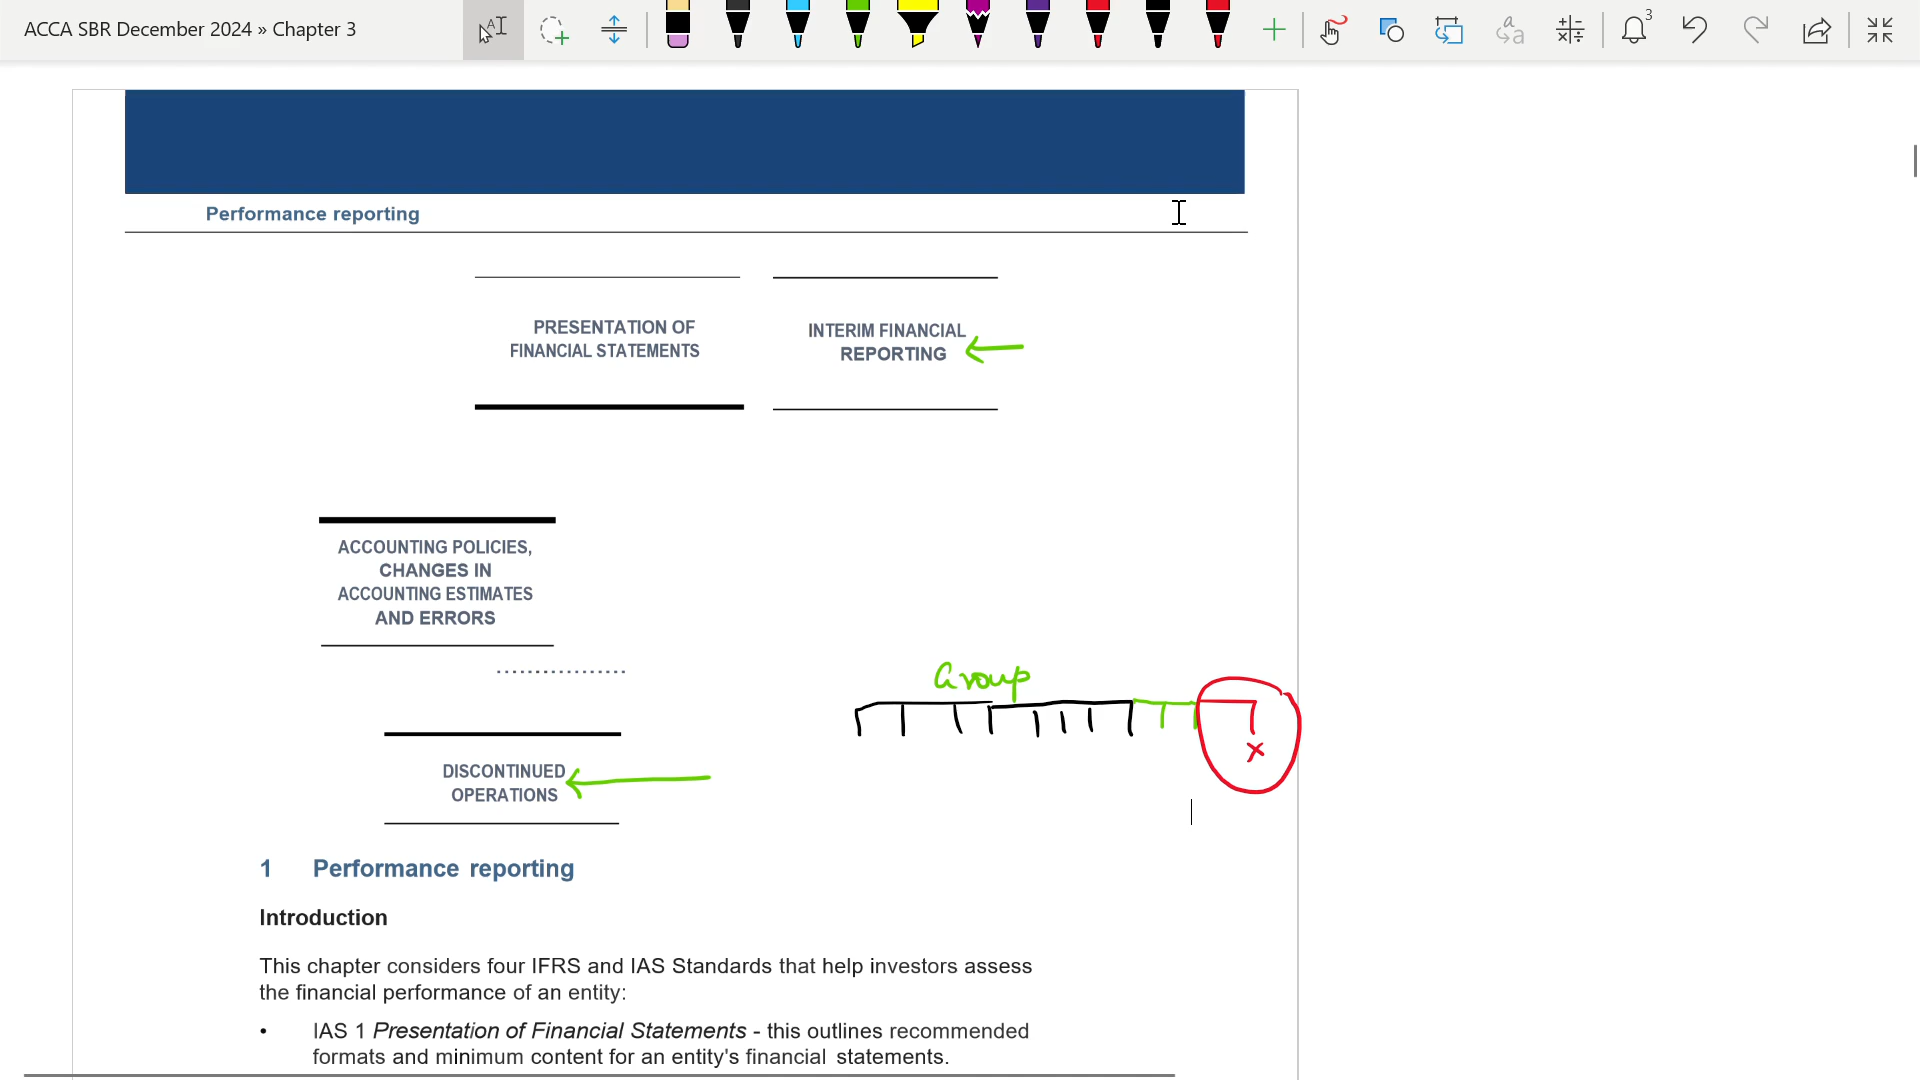 ACCA SBR December 2024 » Chapter 3
3
Performance reporting
PRESENTATION OF
FINANCIAL STATEMENTS
INTERIM FINANCIAL
REPORTING
ACCOUNTING POLICIES,
CHANGES IN
ACCOUNTING ESTIMATES
AND ERRORS
Group
x
DISCONTINUED
OPERATIONS
1 Performance reporting
Introduction
This chapter considers four IFRS and IAS Standards that help investors assess
the financial performance of an entity:
• IAS 1 Presentation of Financial Statements - this outlines recommended
formats and minimum content for an entity's financial statements.